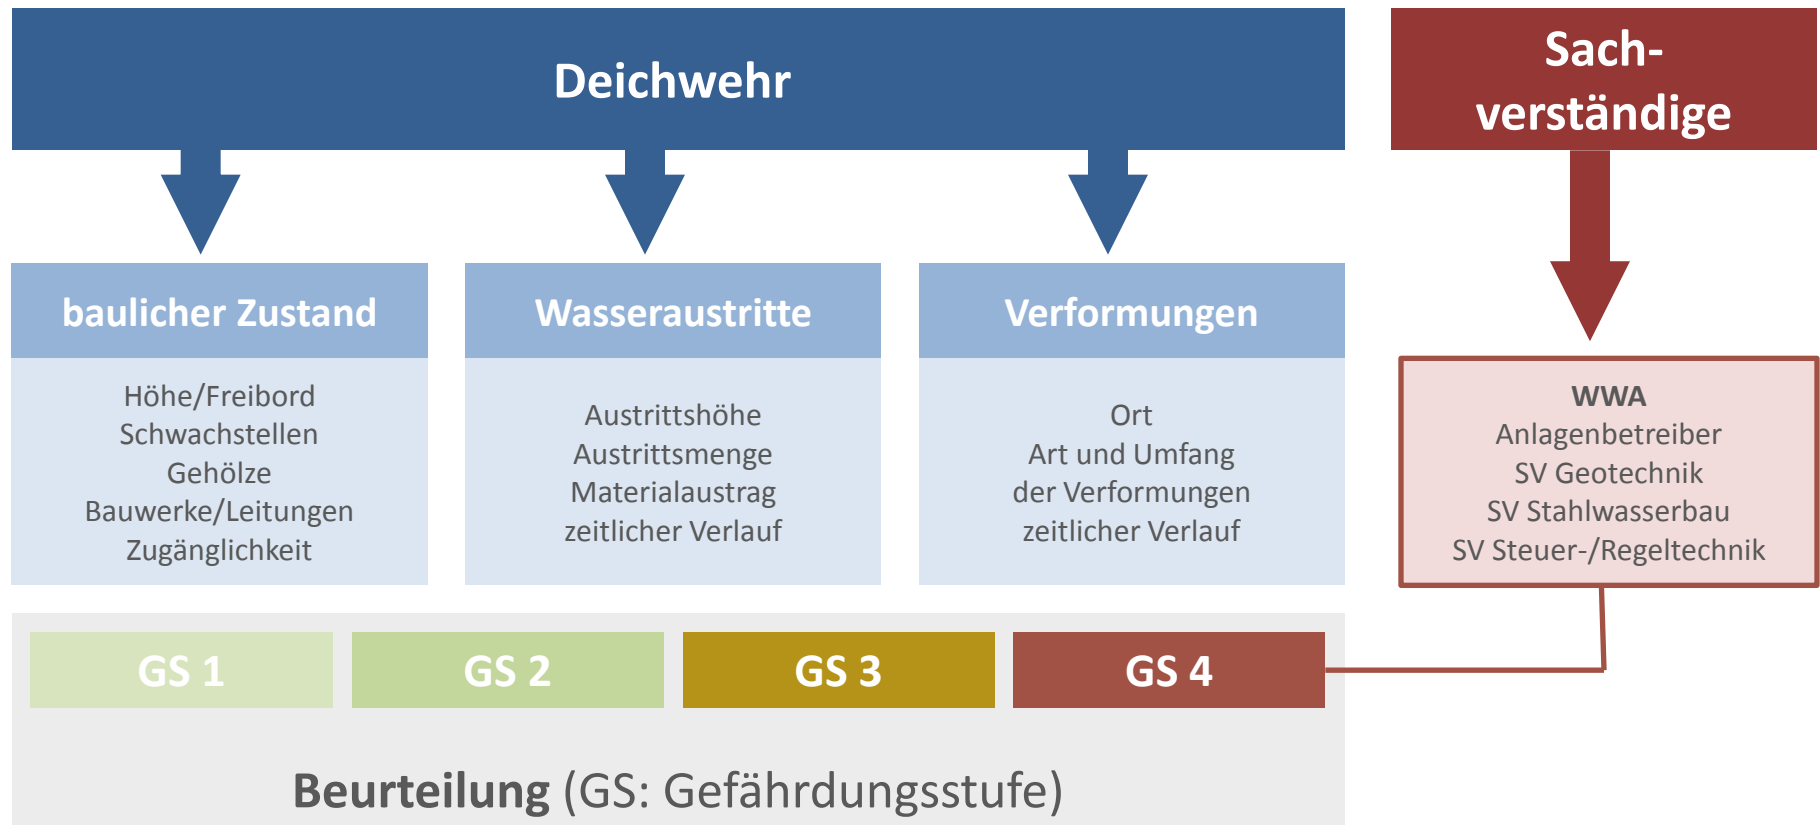 Deichwehr
Sach-
verständige
baulicher Zustand
Höhe/Freibord
Schwachstellen
Gehölze
Bauwerke/Leitungen
Zugänglichkeit
Wasseraustritte
Austrittshöhe
Austrittsmenge
Materialaustrag
zeitlicher Verlauf
Verformungen
Ort
Art und Umfang
der Verformungen
zeitlicher Verlauf
WWA
Anlagenbetreiber
SV Geotechnik
SV Stahlwasserbau
SV Steuer-/Regeltechnik
GS 1
GS 2
GS 3
GS 4
Beurteilung (GS: Gefährdungsstufe)